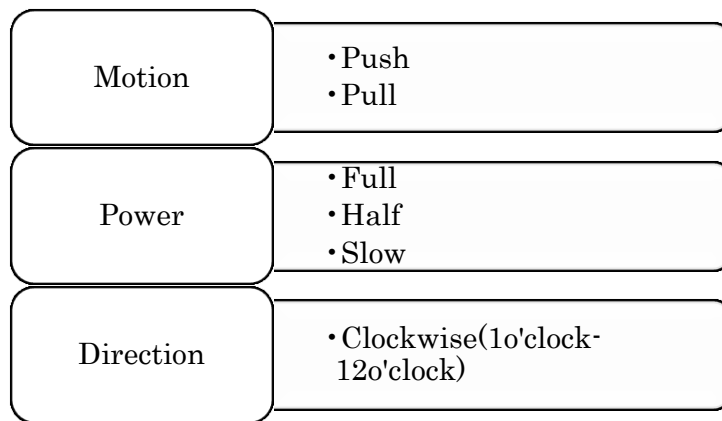 Motion
・Push
・Pull
Power
・Full
・Half
・Slow
Direction
・Clockwise(1o'clock-
12o'clock)